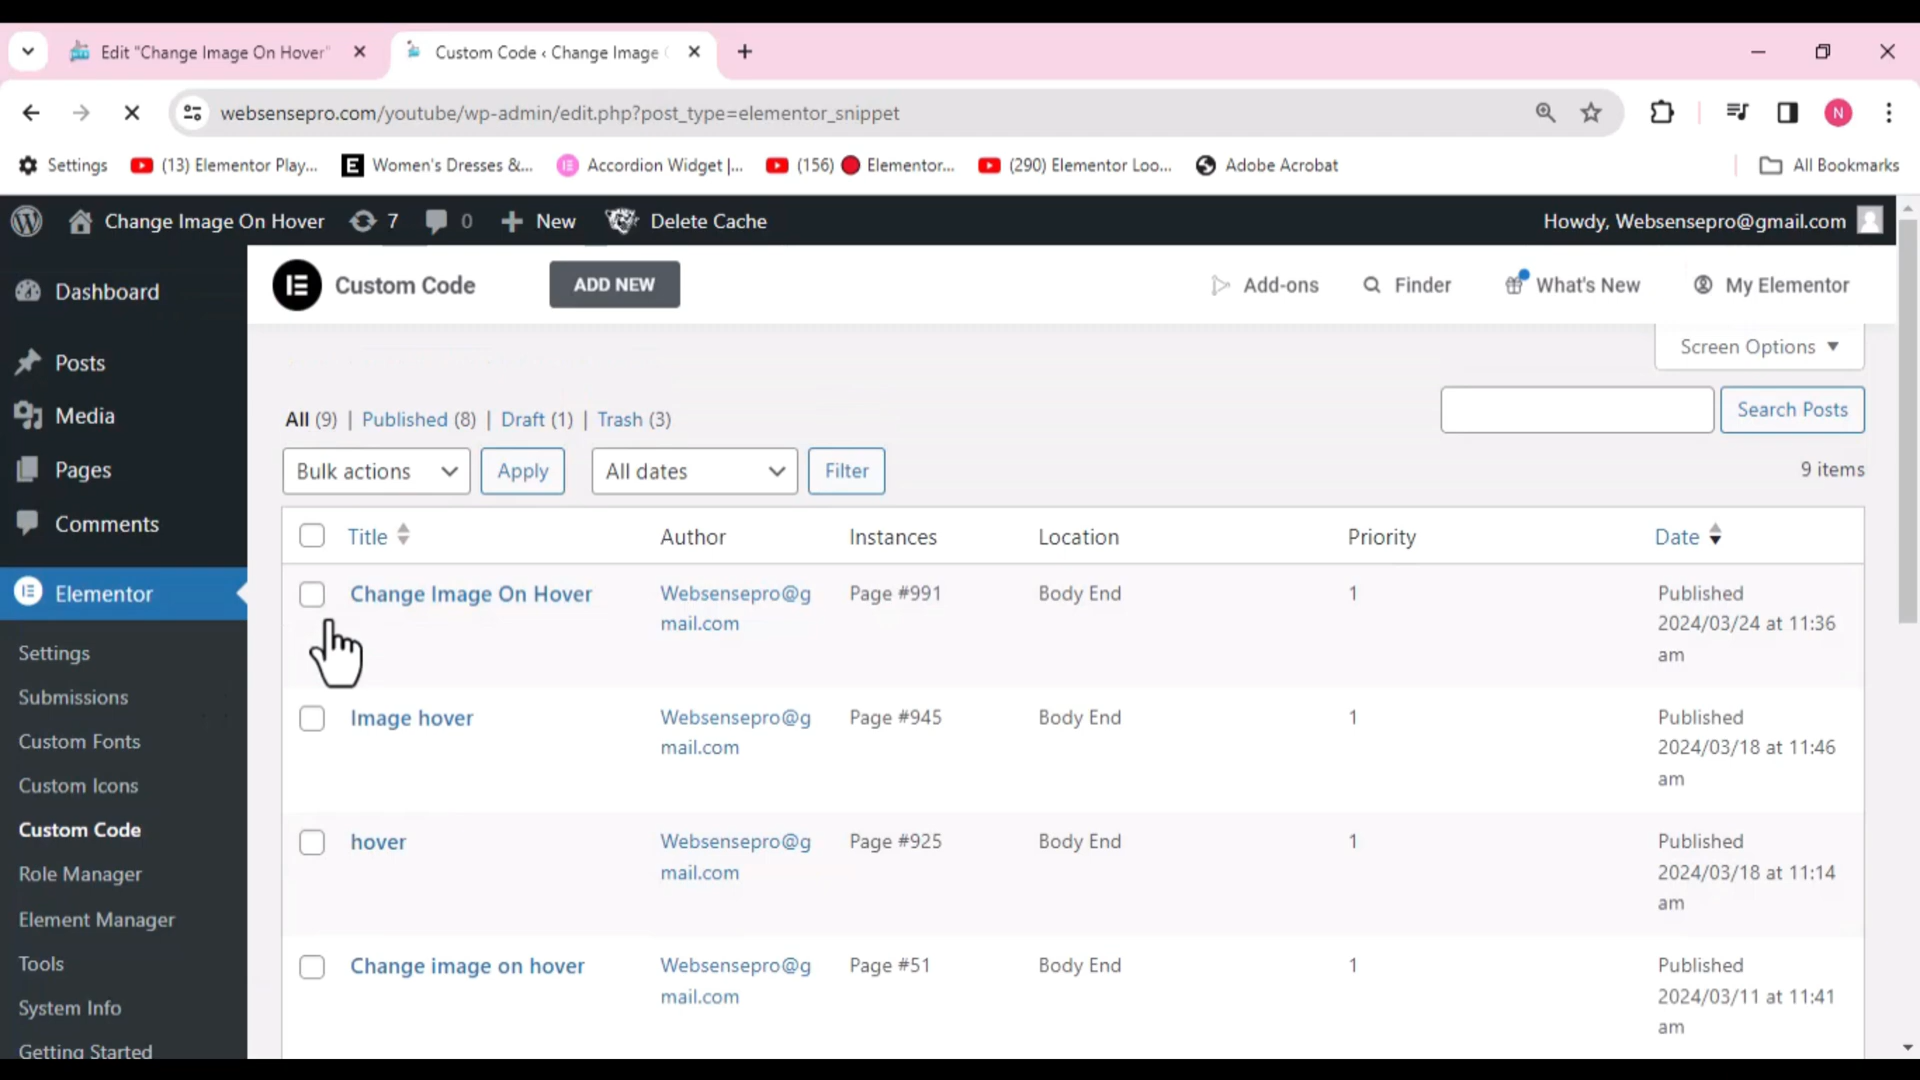 Edit "Change Image On Hover"
Custom Code ‹ Change Image
websensepro.com/youtube/wp-admin/edit.php?post_type=elementor_snippet
N
Settings
(13) Elementor Play...
Women's Dresses &...
Accordion Widget |...
(156) Elementor...
(290) Elementor Loo...
Adobe Acrobat
All Bookmarks
Change Image On Hover 7 0 New Delete Cache
Howdy, Websensepro@gmail.com
Dashboard
Posts
Media
Pages
Comments
Elementor
Settings
Submissions
Custom Fonts
Custom Icons
Custom Code
Role Manager
Element Manager
Tools
System Info
Getting Started
Custom Code
ADD NEW
Add-ons
Finder
What's New
My Elementor
Screen Options ▼
All (9) | Published (8) | Draft (1) | Trash (3)
Search Posts
Bulk actions
Apply
All dates
Filter
9 items
Title Author Instances Location Priority Date
Change Image On Hover Websensepro@g Page #991 Body End 1 Published
mail.com 2024/03/24 at 11:36
am
Image hover Websensepro@g Page #945 Body End 1 Published
mail.com 2024/03/18 at 11:46
am
hover Websensepro@g Page #925 Body End 1 Published
mail.com 2024/03/18 at 11:14
am
Change image on hover Websensepro@g Page #51 Body End 1 Published
mail.com 2024/03/11 at 11:41
am